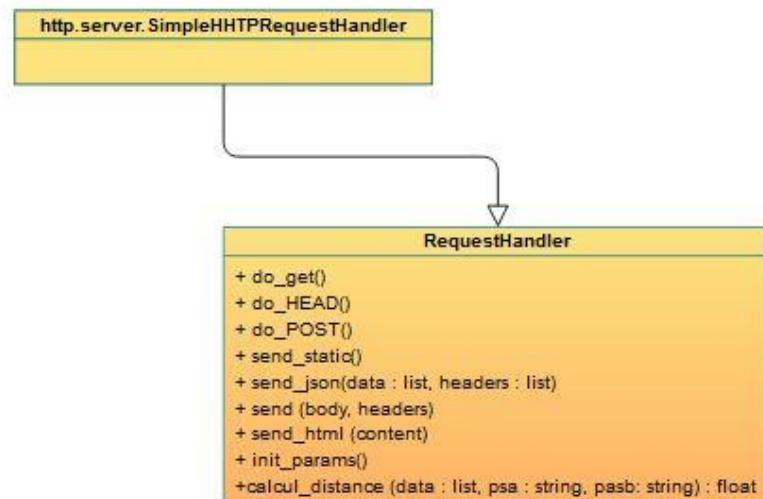 http.server.SimpleHHTPRequestHandler
RequestHandler
+ do_get()
+ do_HEAD()
+ do_POST()
+ send_static()
+ send_json(data : list, headers : list)
+ send (body, headers)
+ send_html (content)
+ init_params()
+calcul_distance (data : list, psa : string, pasb: string) : float